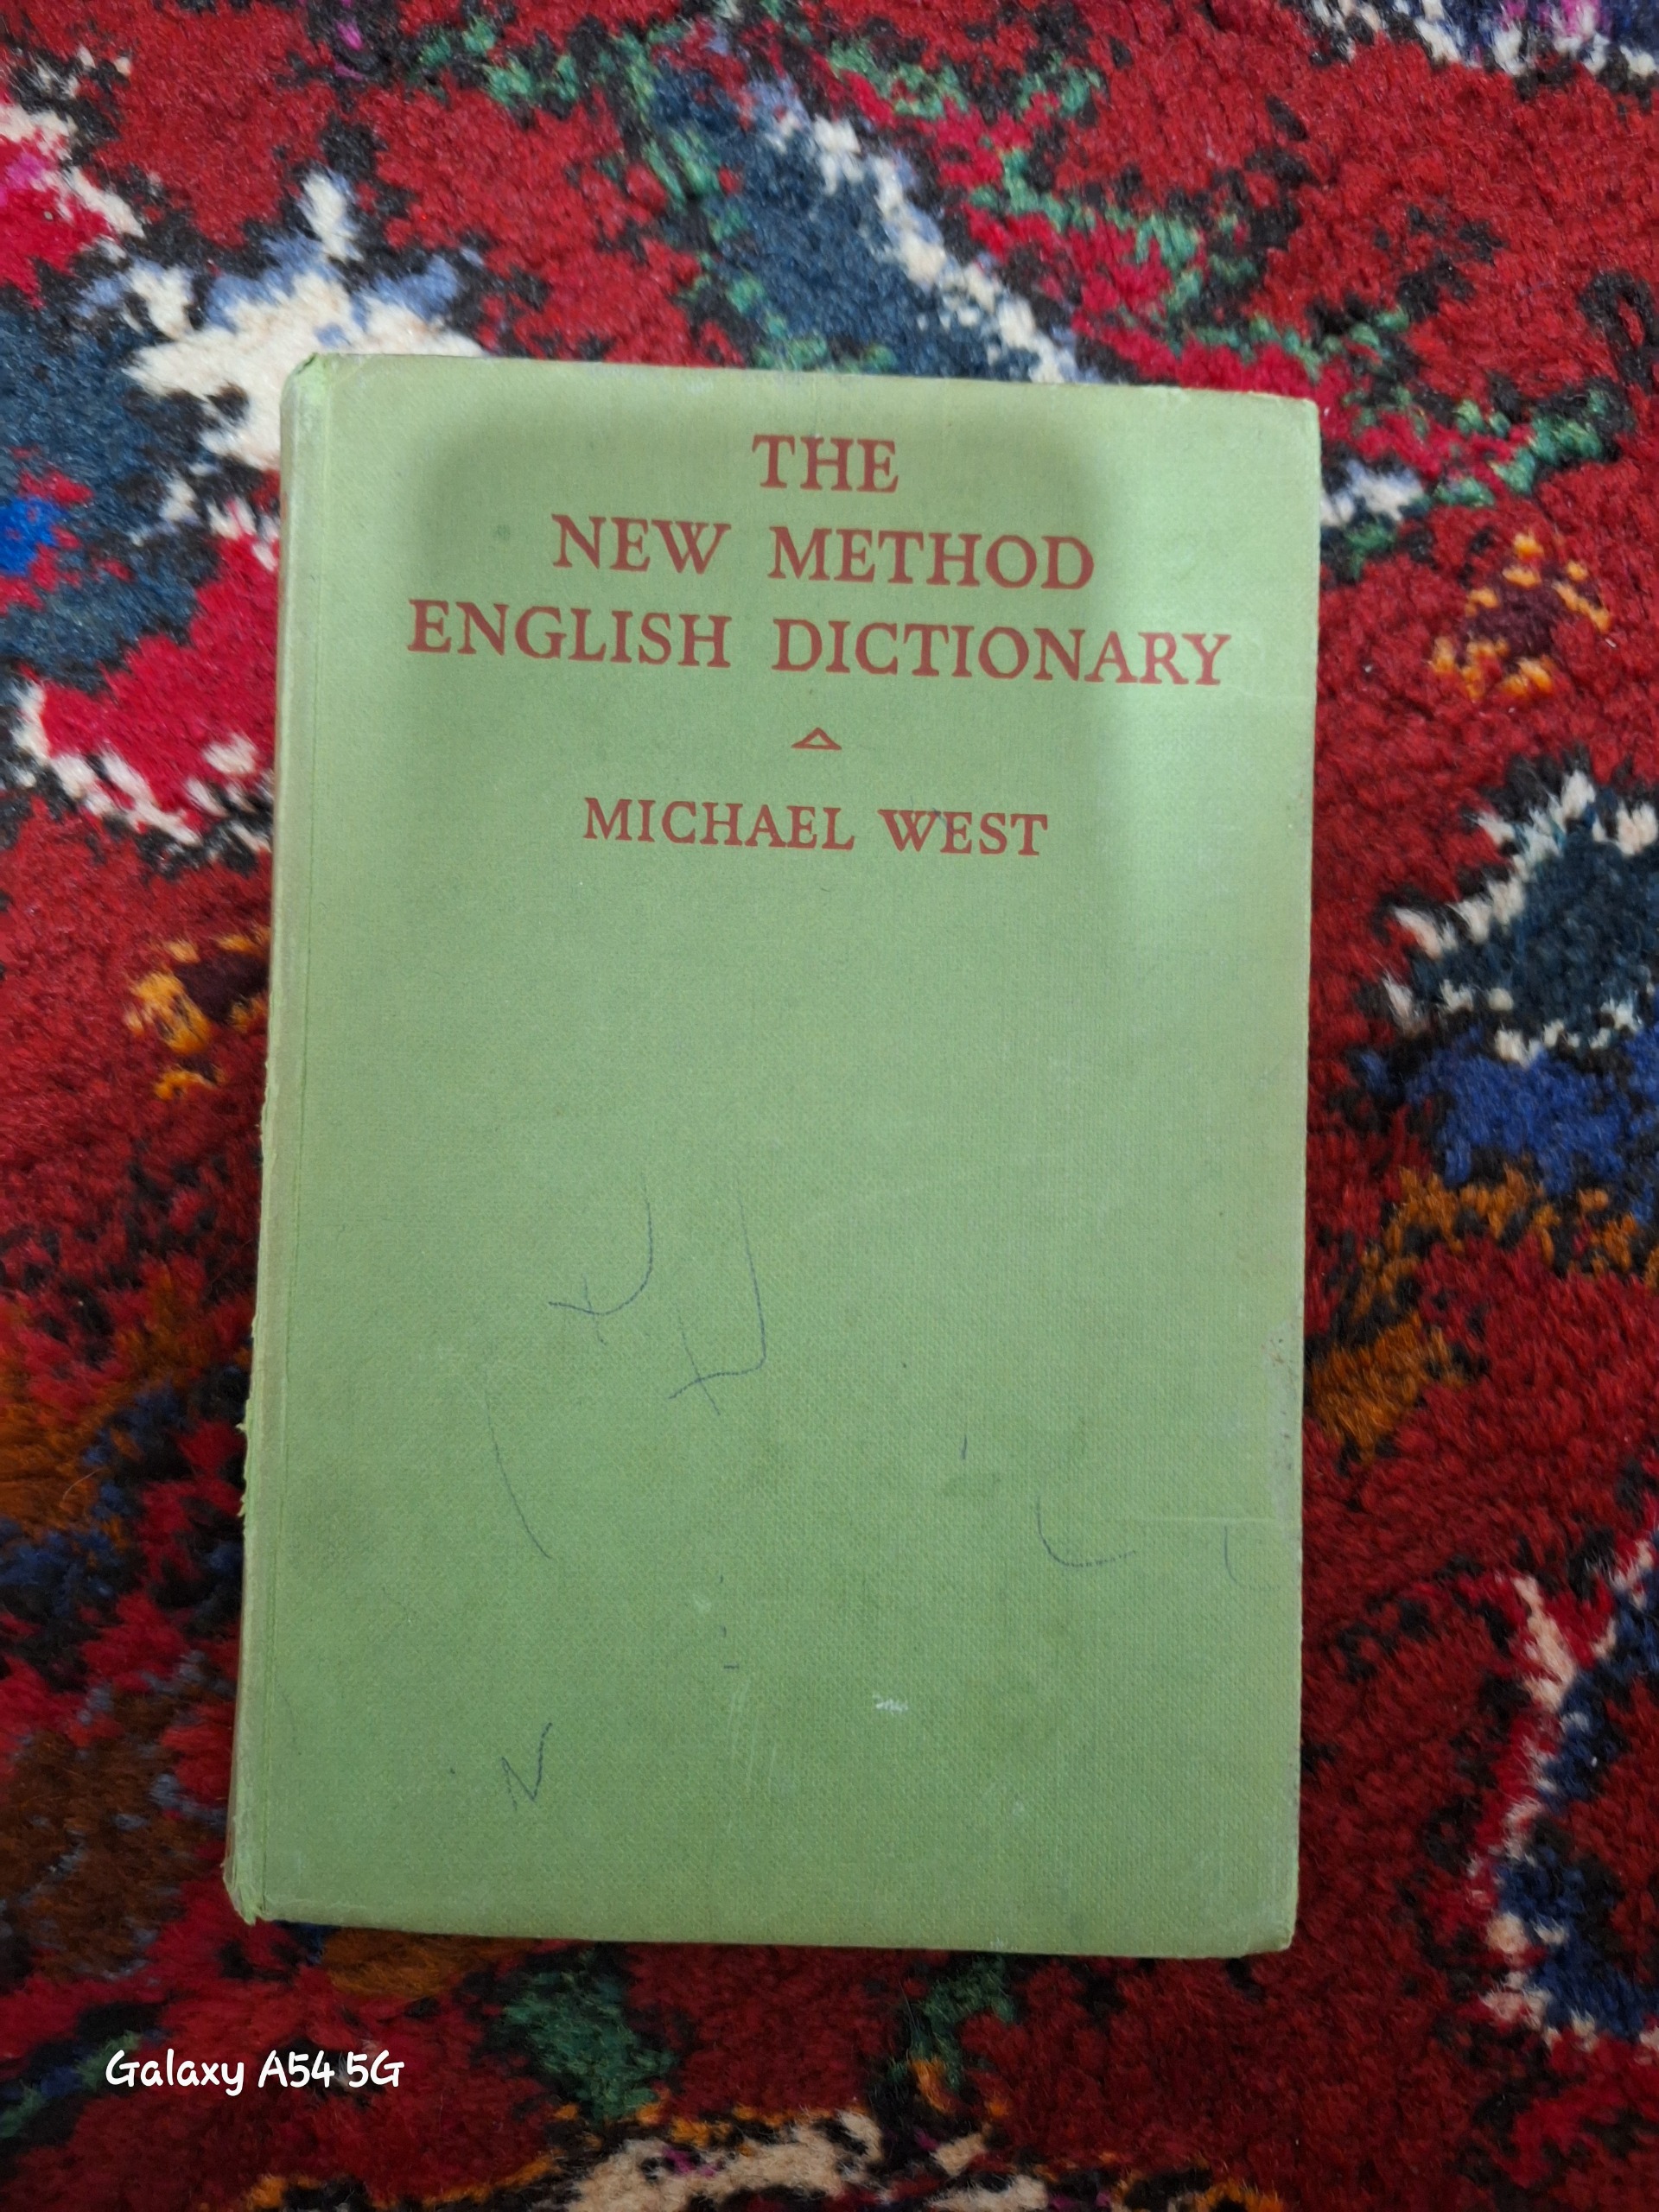 THE
NEW METHOD
ENGLISH DICTIONARY
MICHAEL WEST
Galaxy A54 5G